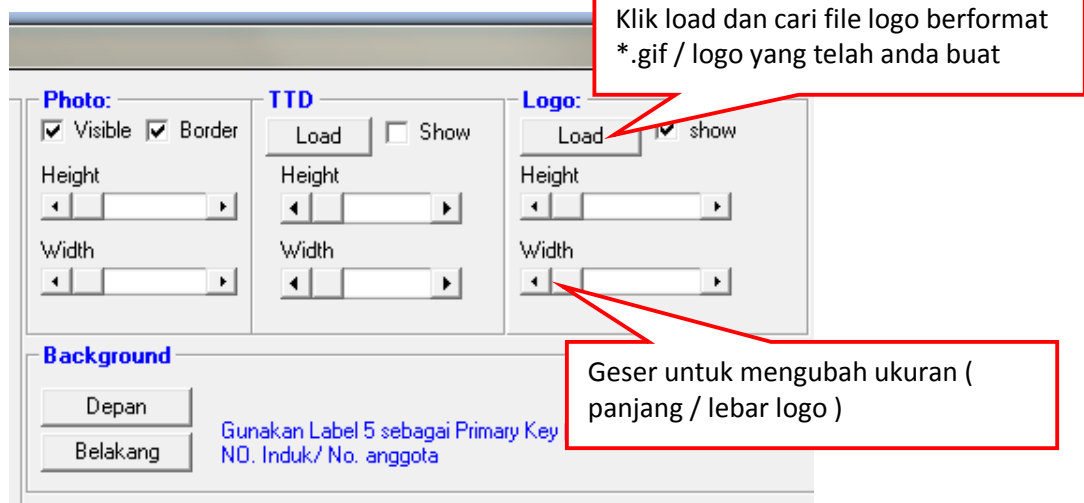 Klik load dan cari file logo berformat
*.gif / logo yang telah anda buat
Photo:
Visible Border
Height
Width
TTD
Load Show
Height
Width
Logo:
Load show
Height
Width
Background
Depan
Belakang
Gunakan Label 5 sebagai Primary Key
NO. Induk/ No. anggota
Geser untuk mengubah ukuran (
panjang / lebar logo )